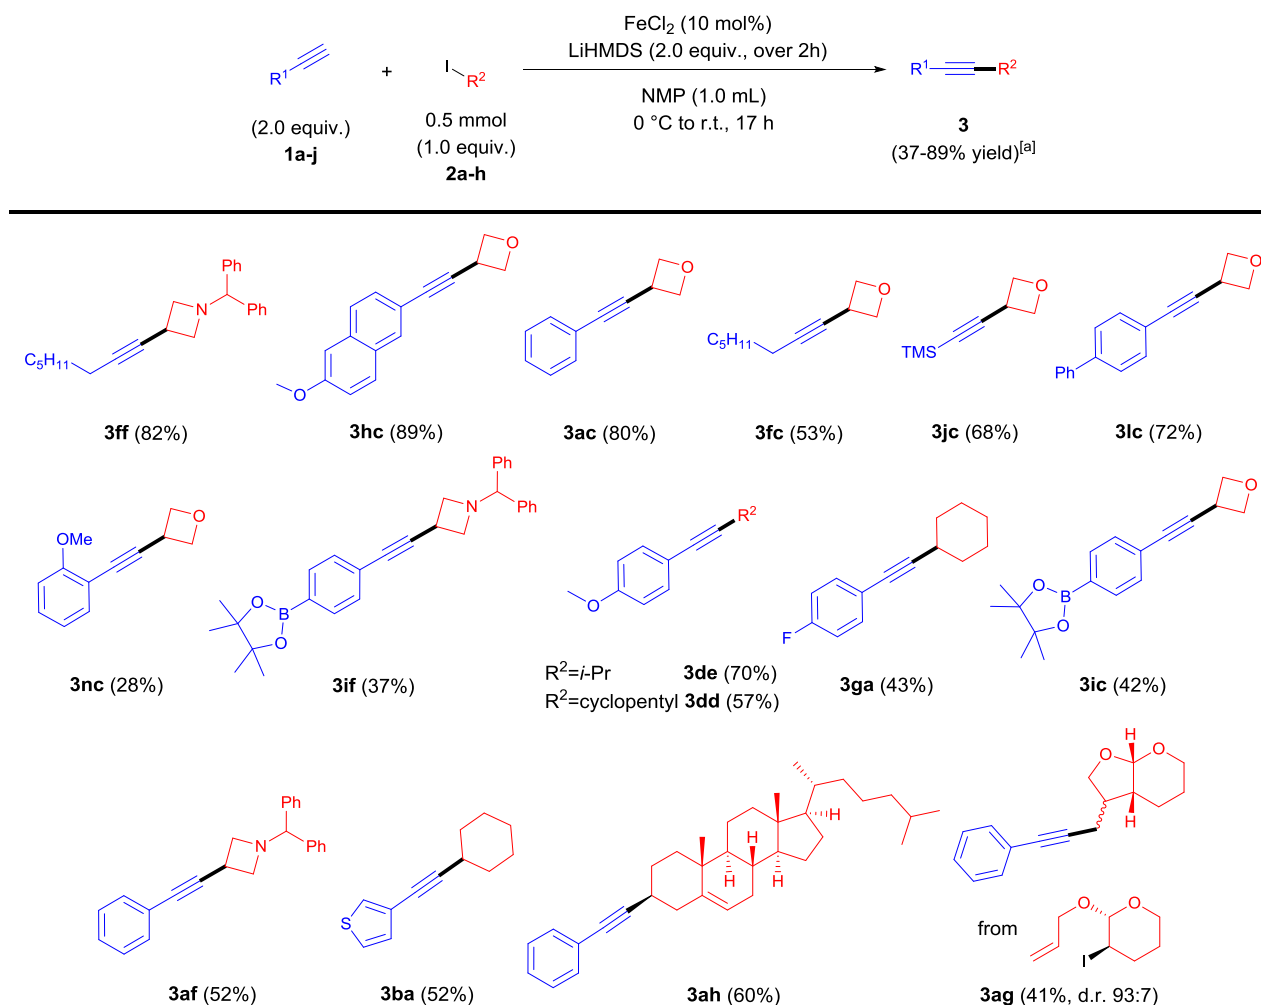 FeCl2 (10 mol%)
LiHMDS (2.0 equiv., over 2h)
R1 + I R2 R1 R2
NMP (1.0 mL)
0 °C to r.t., 17 h
(2.0 equiv.)
1a-j
0.5 mmol
(1.0 equiv.)
2a-h
3
(37-89% yield)[a]
Ph
N Ph
C5H11
O
O
O
O
C5H11
O
TMS
O
Ph
3ff (82%) 3hc (89%) 3ac (80%) 3fc (53%) 3jc (68%) 3lc (72%)
O
OMe
Ph
N Ph
O
B
O
R2
O
F
O
O
B
O
3nc (28%) 3if (37%)
R2=i-Pr 3de (70%)
R2=cyclopentyl 3dd (57%)
3ga (43%) 3ic (42%)
Ph
N Ph
S
H H
H
H
H
O O
H
from
O O
I
3af (52%) 3ba (52%) 3ah (60%) 3ag (41%, d.r. 93:7)